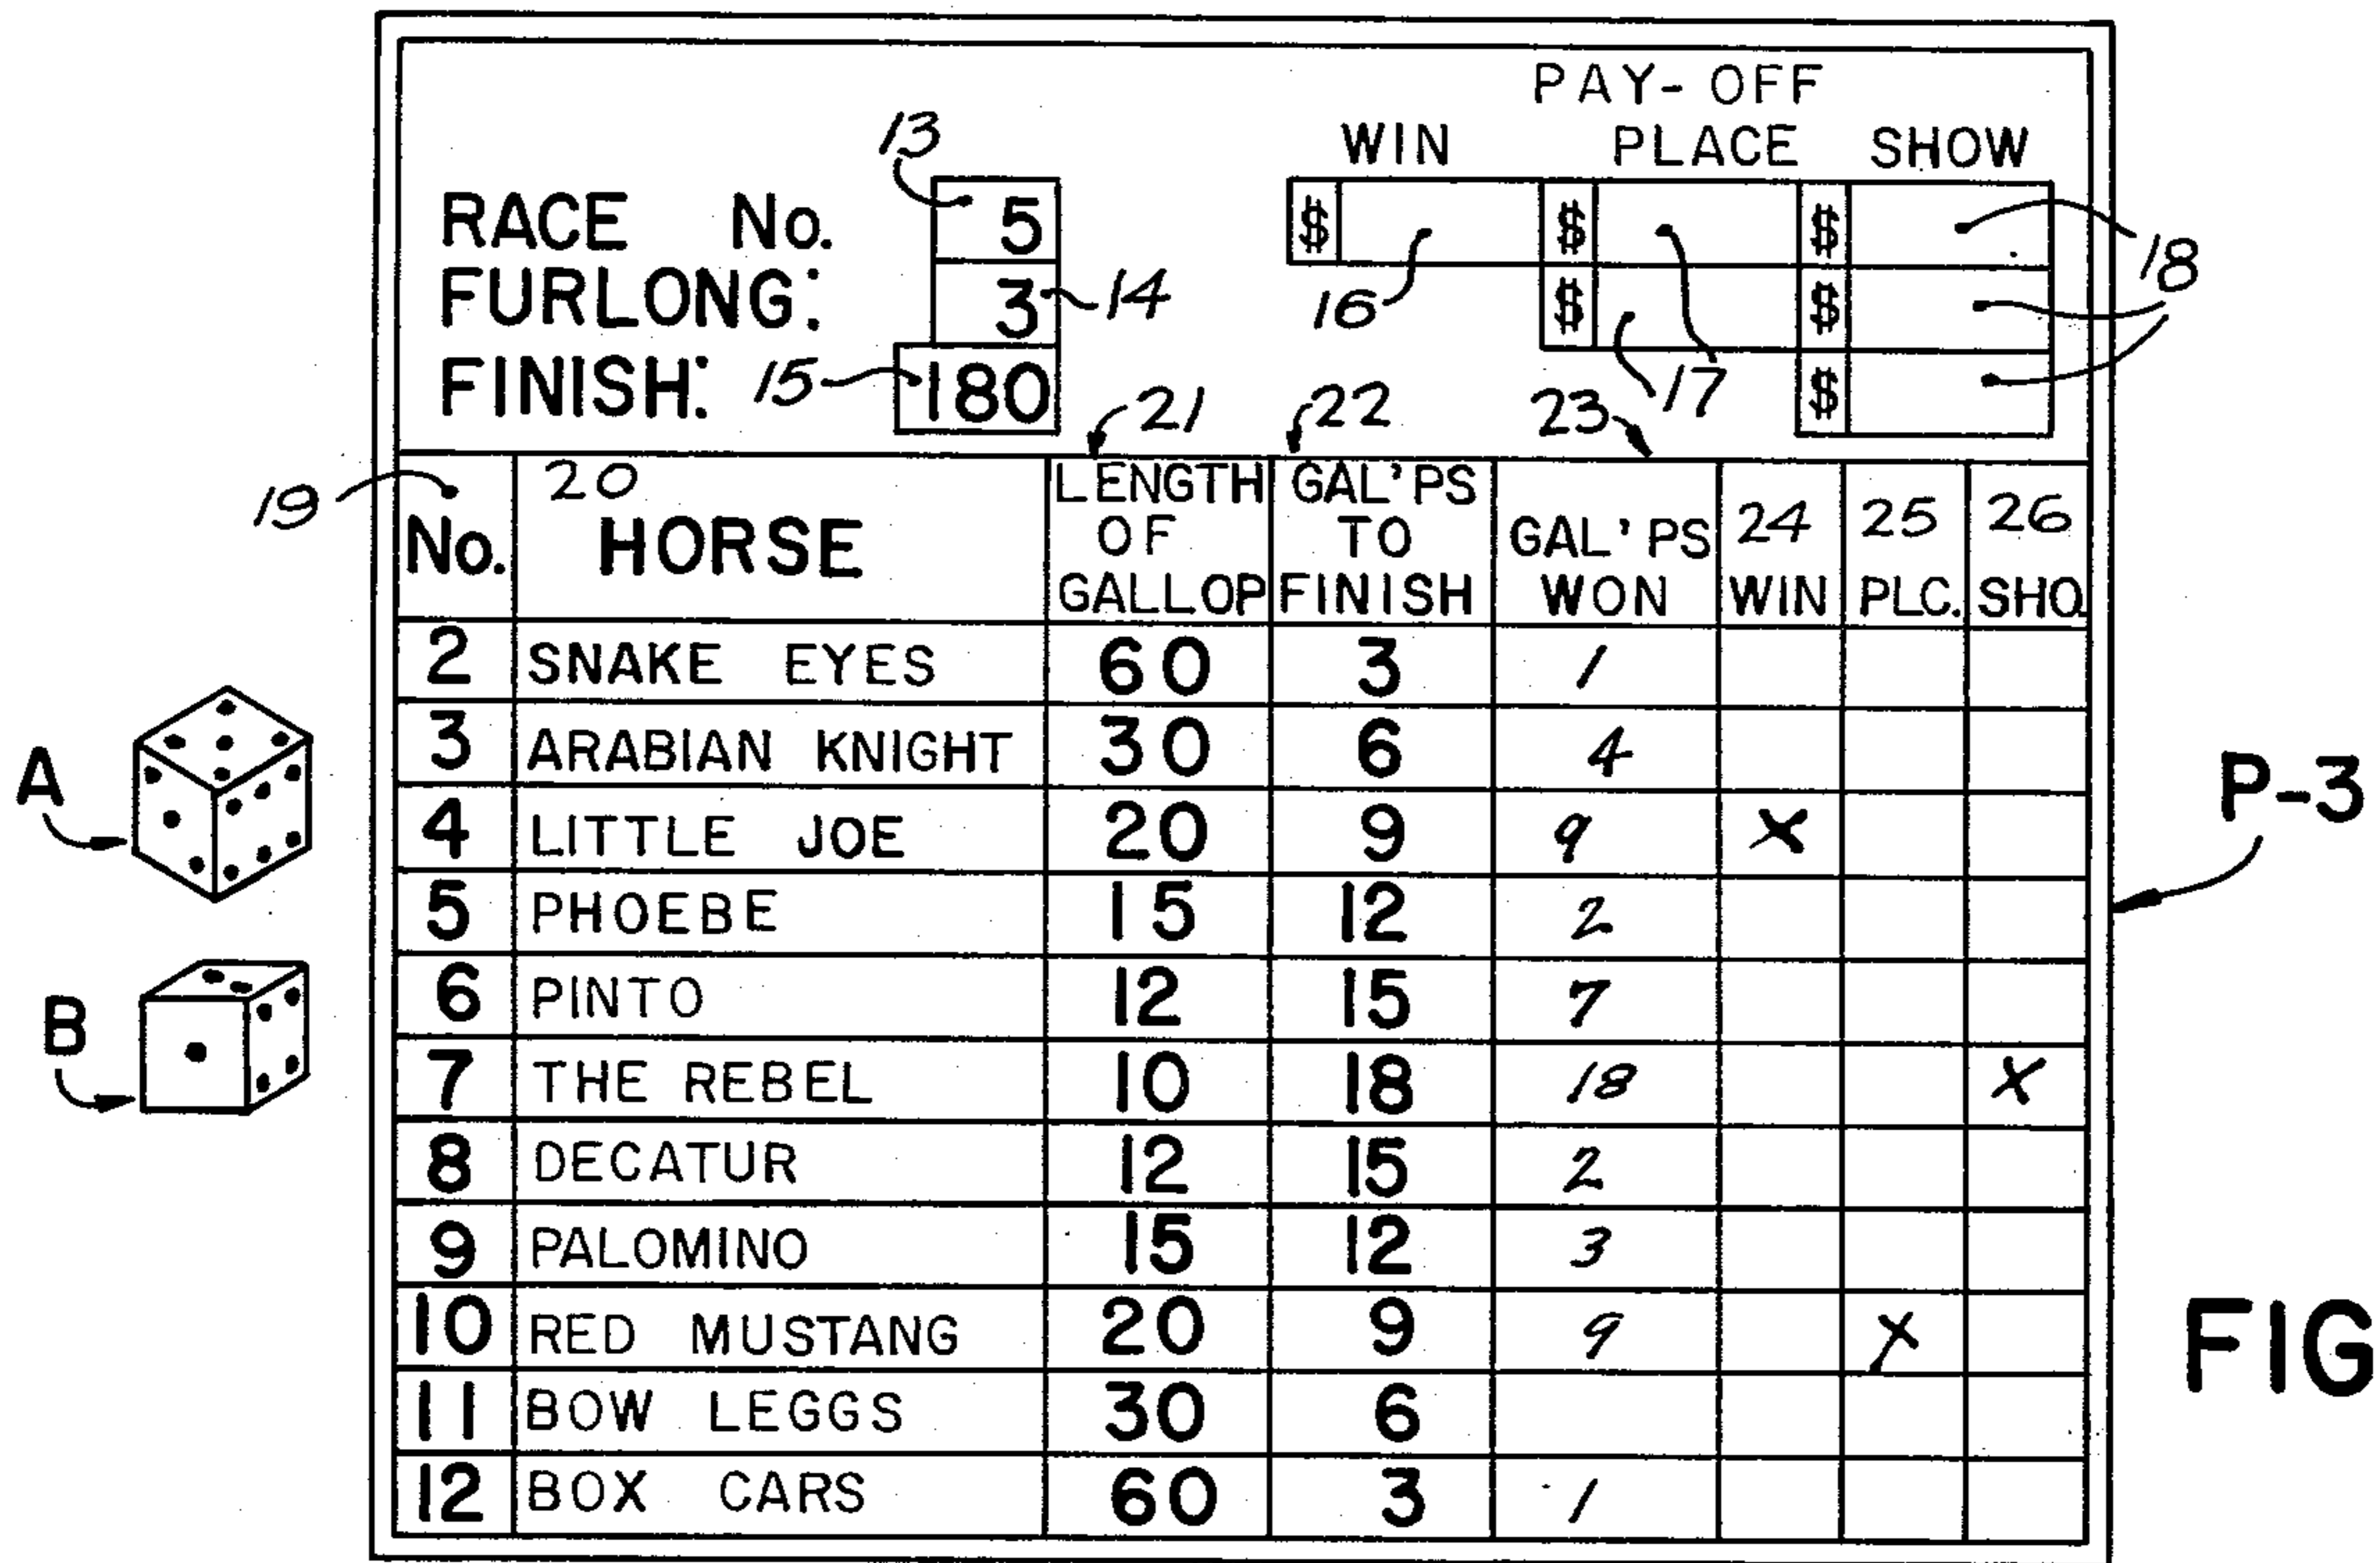 PAY-OFF
WIN PLACE SHOW
13
RACE No. 5 $ $ $ 18
FURLONG: 3 14 16 $ $
FINISH: 15 180 17 $
21 22 23
19 No. 20 HORSE LENGTH OF GALLOP GAL'PS TO FINISH GAL'PS WON 24 WIN 25 PLC. 26 SHO.
2 SNAKE EYES 60 3 1
3 ARABIAN KNIGHT 30 6 4
4 LITTLE JOE 20 9 9 X
5 PHOEBE 15 12 2
6 PINTO 12 15 7
7 THE REBEL 10 18 18 X
8 DECATUR 12 15 2
9 PALOMINO 15 12 3
10 RED MUSTANG 20 9 9 X
11 BOW LEGGS 30 6
12 BOX CARS 60 3 1
A
B
P-3
FIG